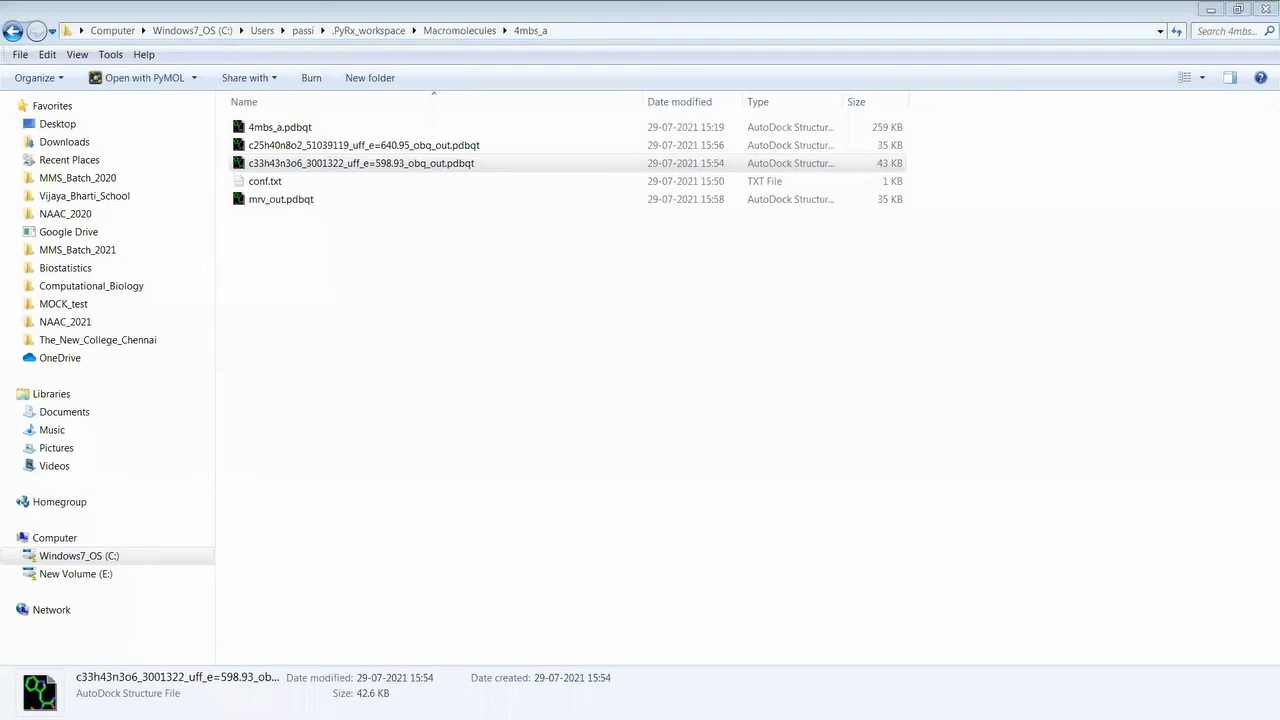 Computer Windows7_OS (C:) Users passi .PyRx_workspace Macromolecules 4mbs_a Search 4mbs...
File Edit View Tools Help
Organize Open with PyMOL Share with Burn New folder
Favorites
Desktop
Downloads
Recent Places
MMS_Batch_2020
Vijaya_Bharti_School
NAAC_2020
Google Drive
MMS_Batch_2021
Biostatistics
Computational_Biology
MOCK_test
NAAC_2021
The_New_College_Chennai
OneDrive
Libraries
Documents
Music
Pictures
Videos
Homegroup
Computer
Windows7_OS (C:)
New Volume (E:)
Network
Name Date modified Type Size
4mbs_a.pdbqt 29-07-2021 15:19 AutoDock Structur... 259 KB
c25h40n8o2_51039119_uff_e=640.95_obq_out.pdbqt 29-07-2021 15:56 AutoDock Structur... 35 KB
c33h43n3o6_3001322_uff_e=598.93_obq_out.pdbqt 29-07-2021 15:54 AutoDock Structur... 43 KB
conf.txt 29-07-2021 15:50 TXT File 1 KB
mrv_out.pdbqt 29-07-2021 15:58 AutoDock Structur... 35 KB
c33h43n3o6_3001322_uff_e=598.93_ob... Date modified: 29-07-2021 15:54 Date created: 29-07-2021 15:54
AutoDock Structure File Size: 42.6 KB